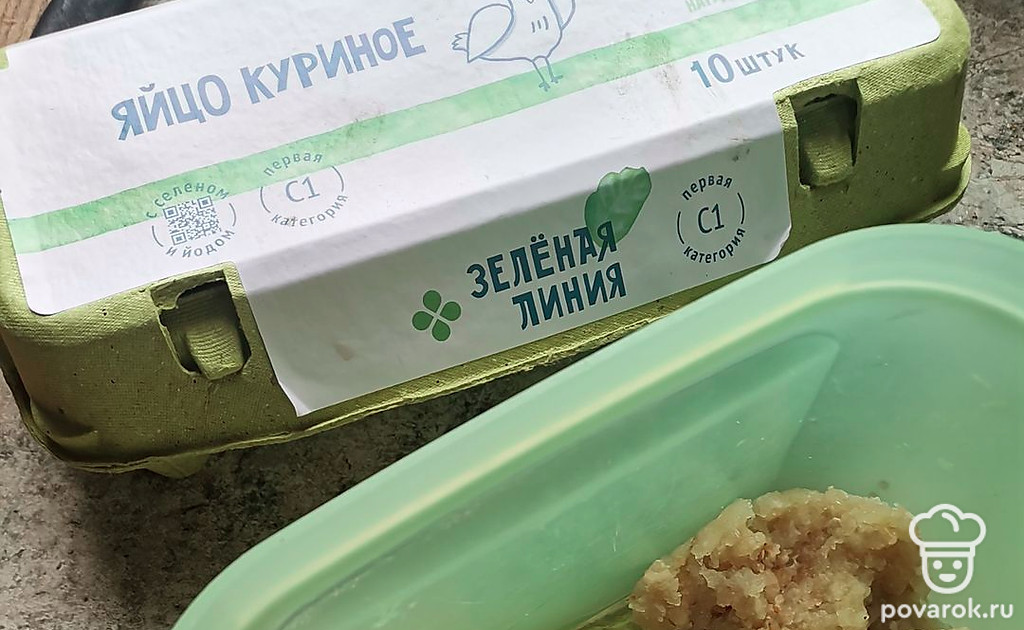 ЯЙЦО КУРИНОЕ
10 ШТУК
с селеном
и йодом
первая
С1
категория
ЗЕЛЁНАЯ
ЛИНИЯ
первая
С1
категория
povarok.ru